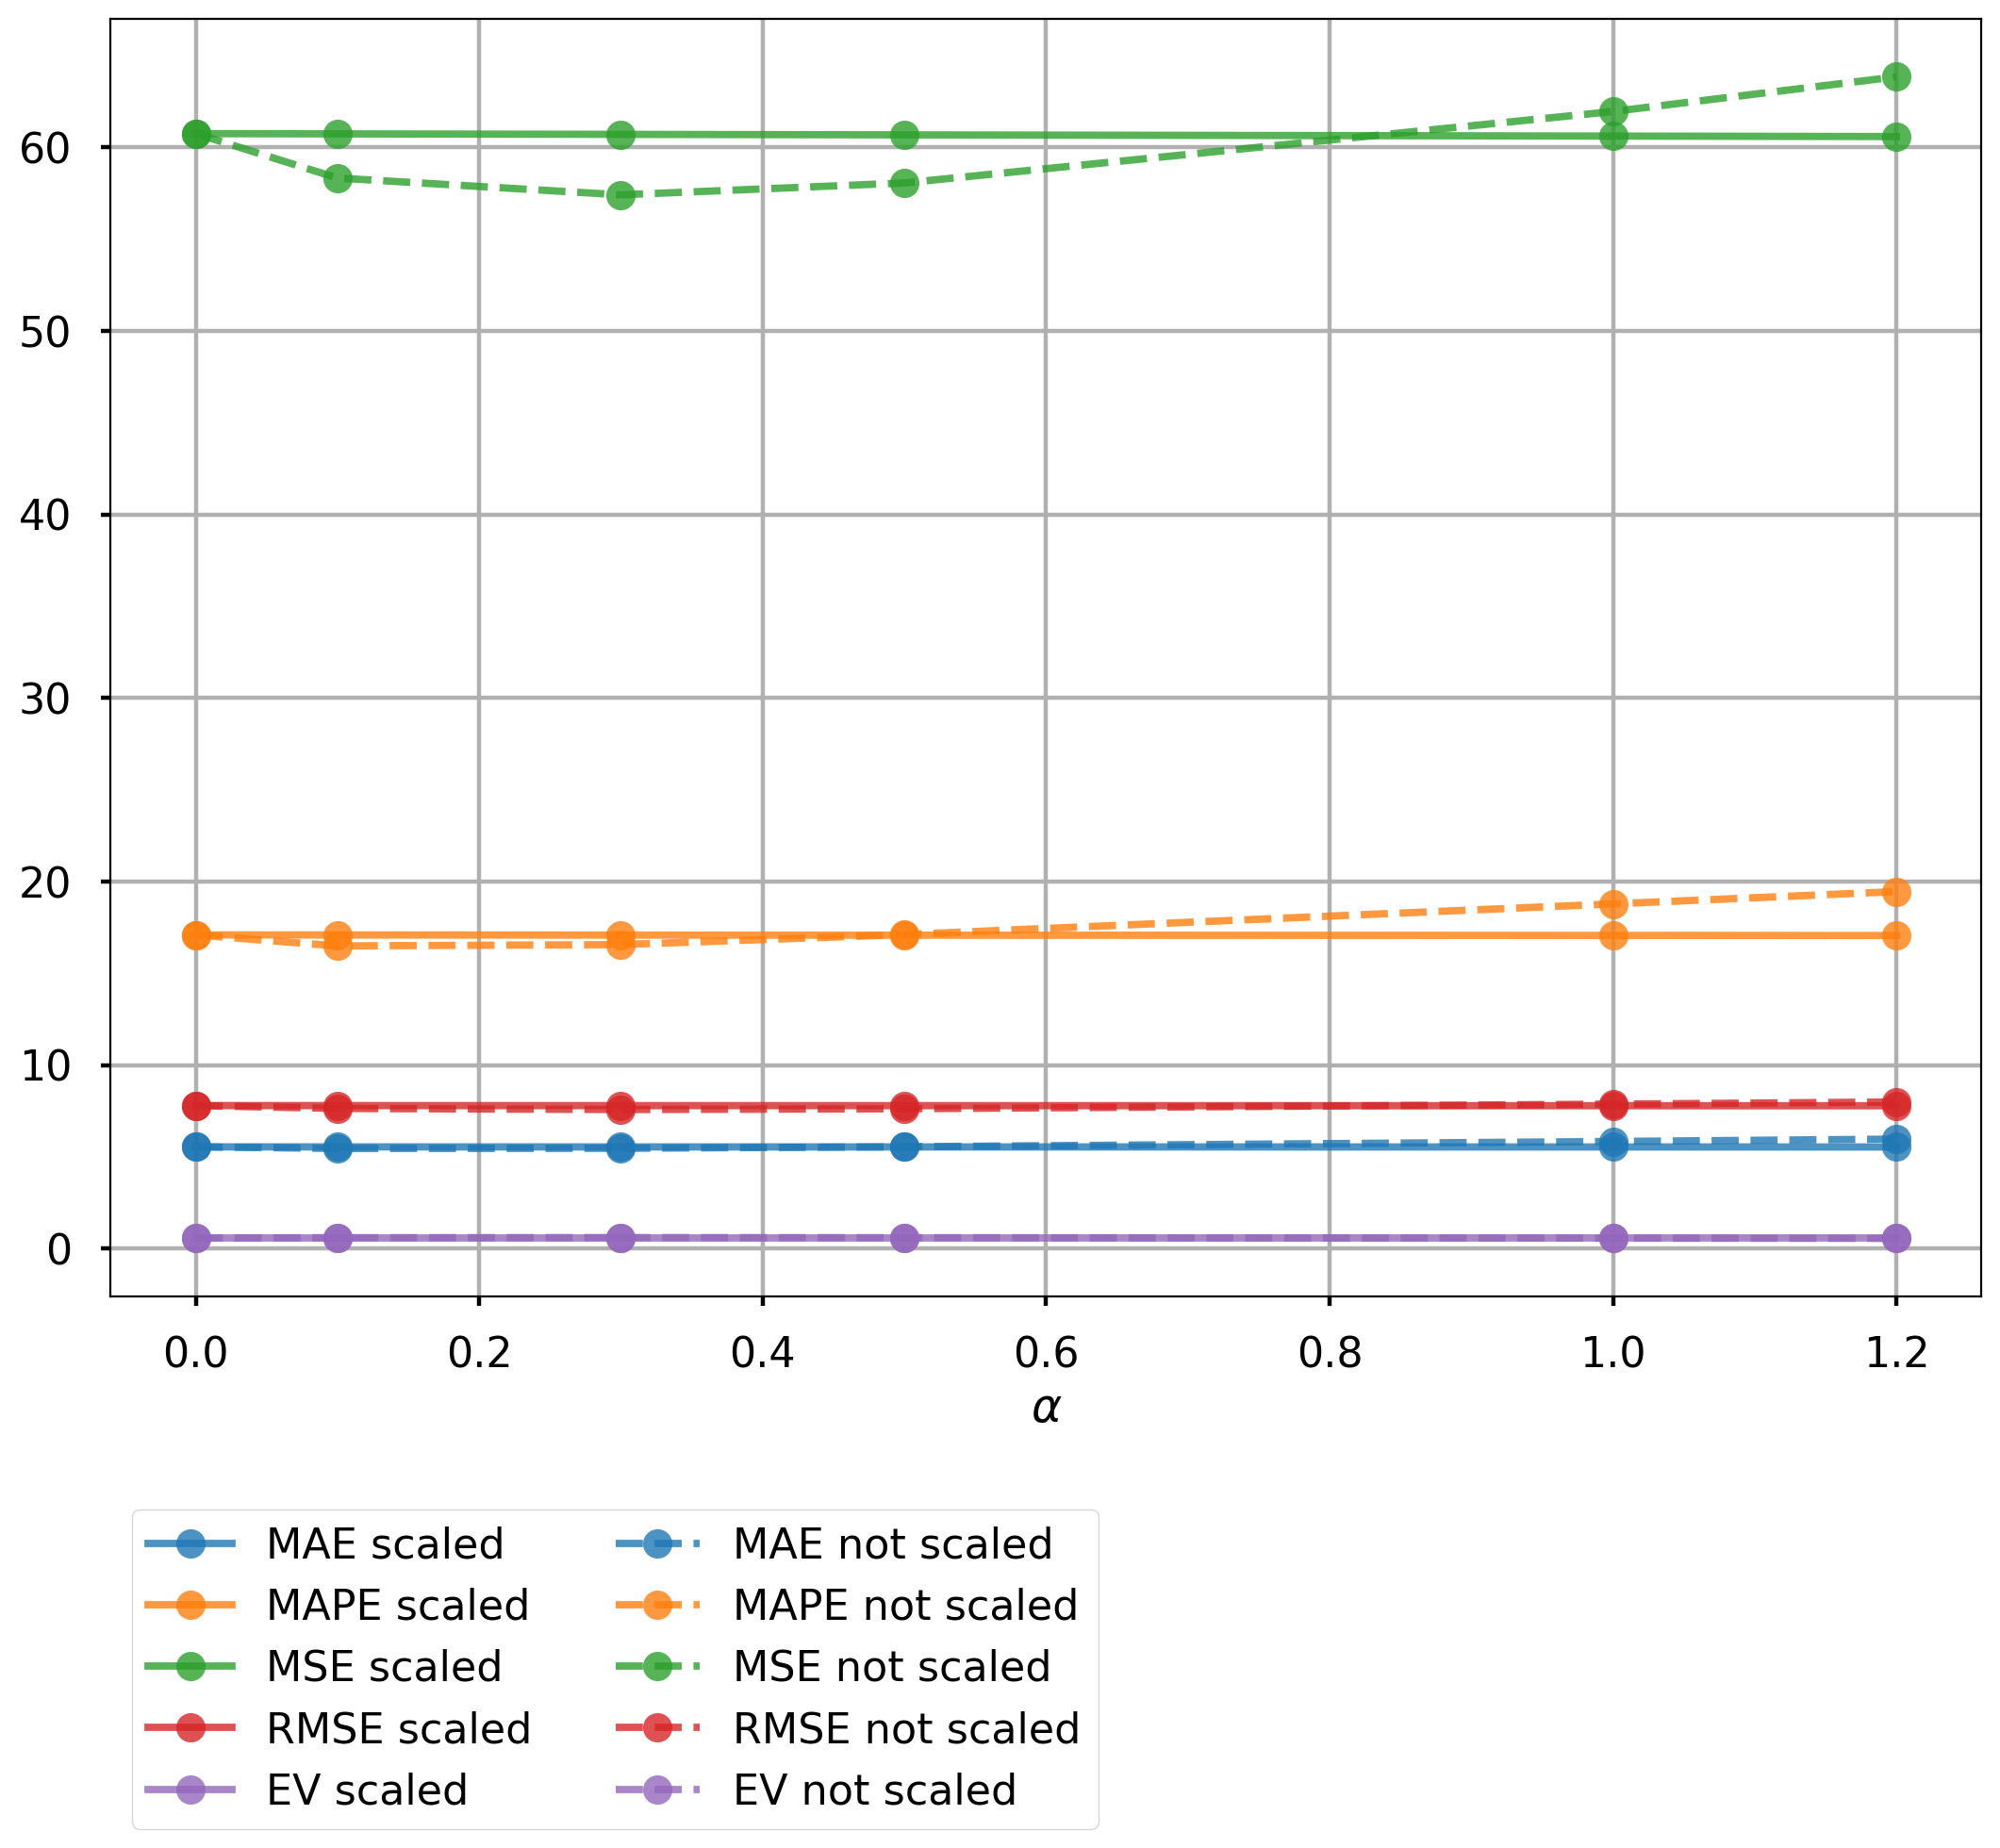 60
50
40
30
20
10
0
0.0 0.2 0.4 0.6 0.8 1.0 1.2
α
MAE scaled
MAPE scaled
MSE scaled
RMSE scaled
EV scaled
MAE not scaled
MAPE not scaled
MSE not scaled
RMSE not scaled
EV not scaled